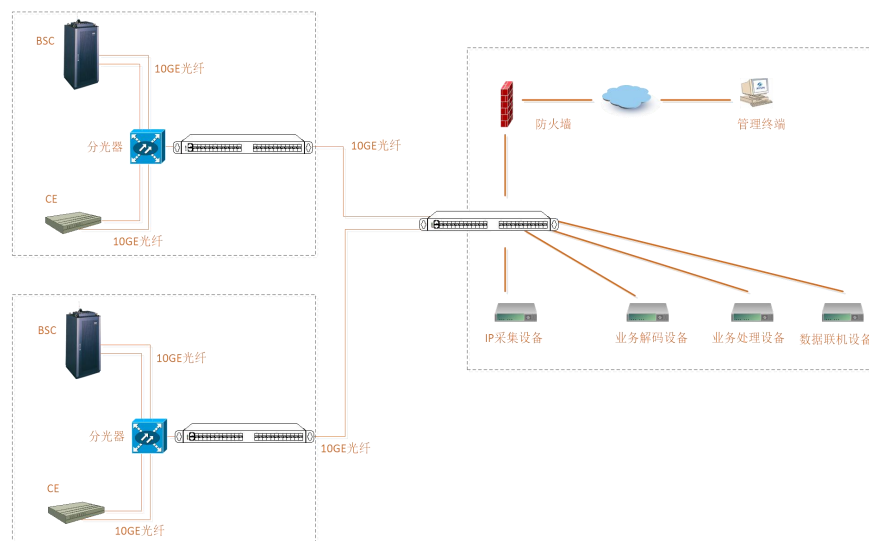 BSC
10GE光纤
分光器
10GE光纤
CE
10GE光纤
防火墙
管理终端
IP采集设备
业务解码设备
业务处理设备
数据联机设备
BSC
10GE光纤
分光器
10GE光纤
CE
10GE光纤